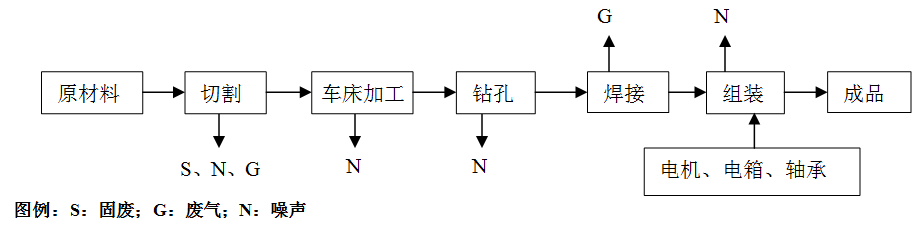 G
N
原材料
切割
车床加工
钻孔
焊接
组装
成品
S、N、G
N
N
电机、电箱、轴承
图例：S：固废；G：废气；N：噪声